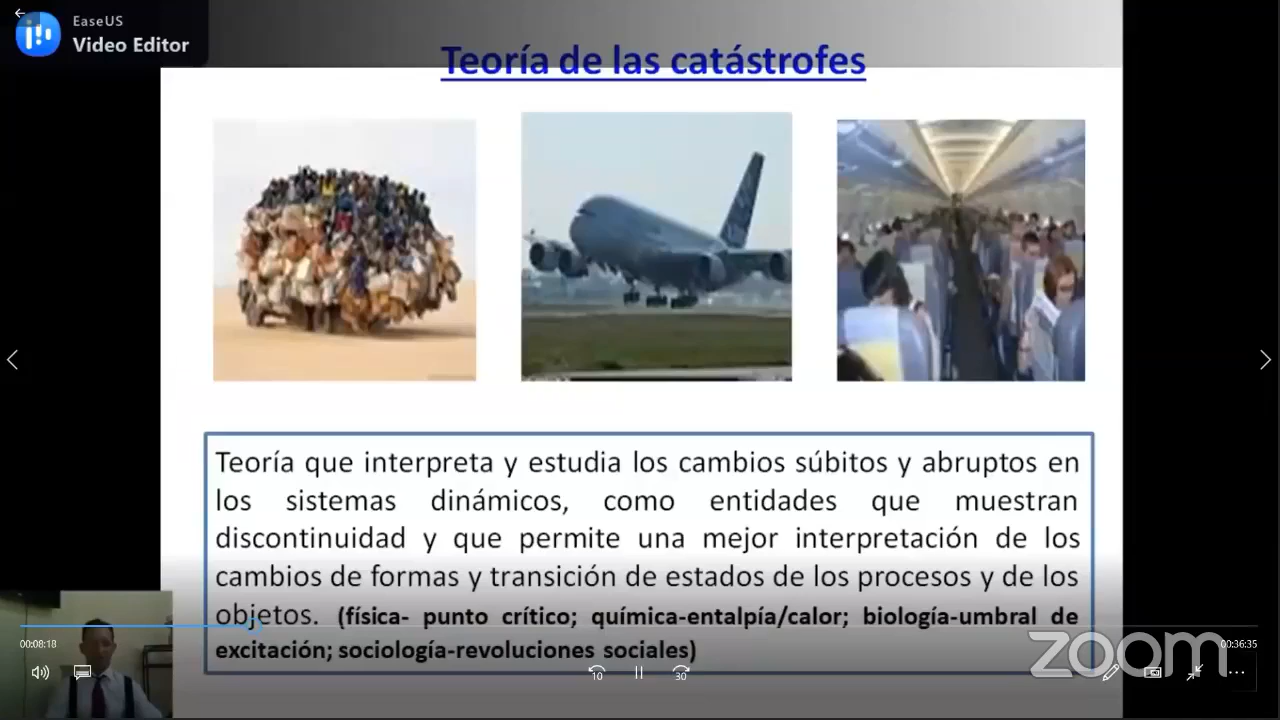 EaseUS
Video Editor
Teoría de las catástrofes
Teoría que interpreta y estudia los cambios súbitos y abruptos en
los sistemas dinámicos, como entidades que muestran
discontinuidad y que permite una mejor interpretación de los
cambios de formas y transición de estados de los procesos y de los
objetos. (física- punto crítico; química-entalpía/calor; biología-umbral de
excitación; sociología-revoluciones sociales)
00:08:18
00:36:35
zoom
10
30